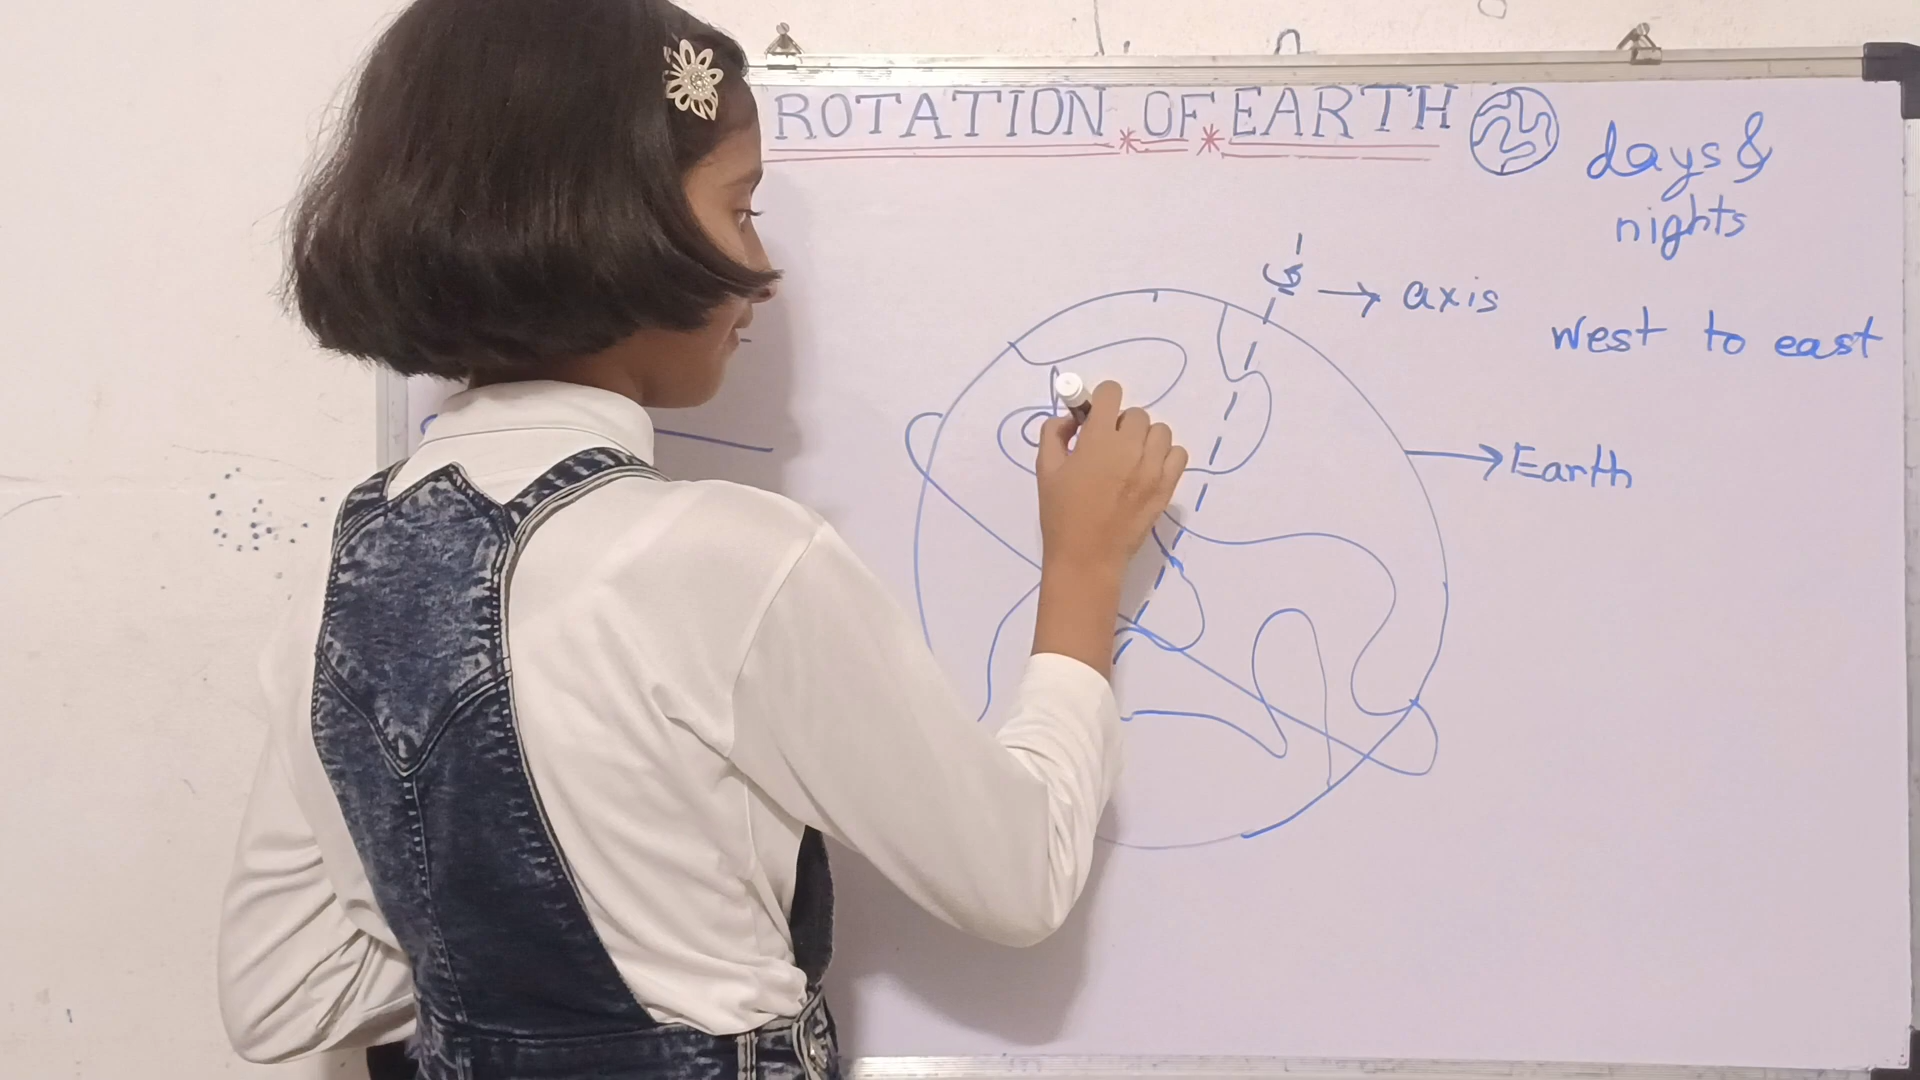 ROTATION OF EARTH
days &
nights
axis
west to east
Earth